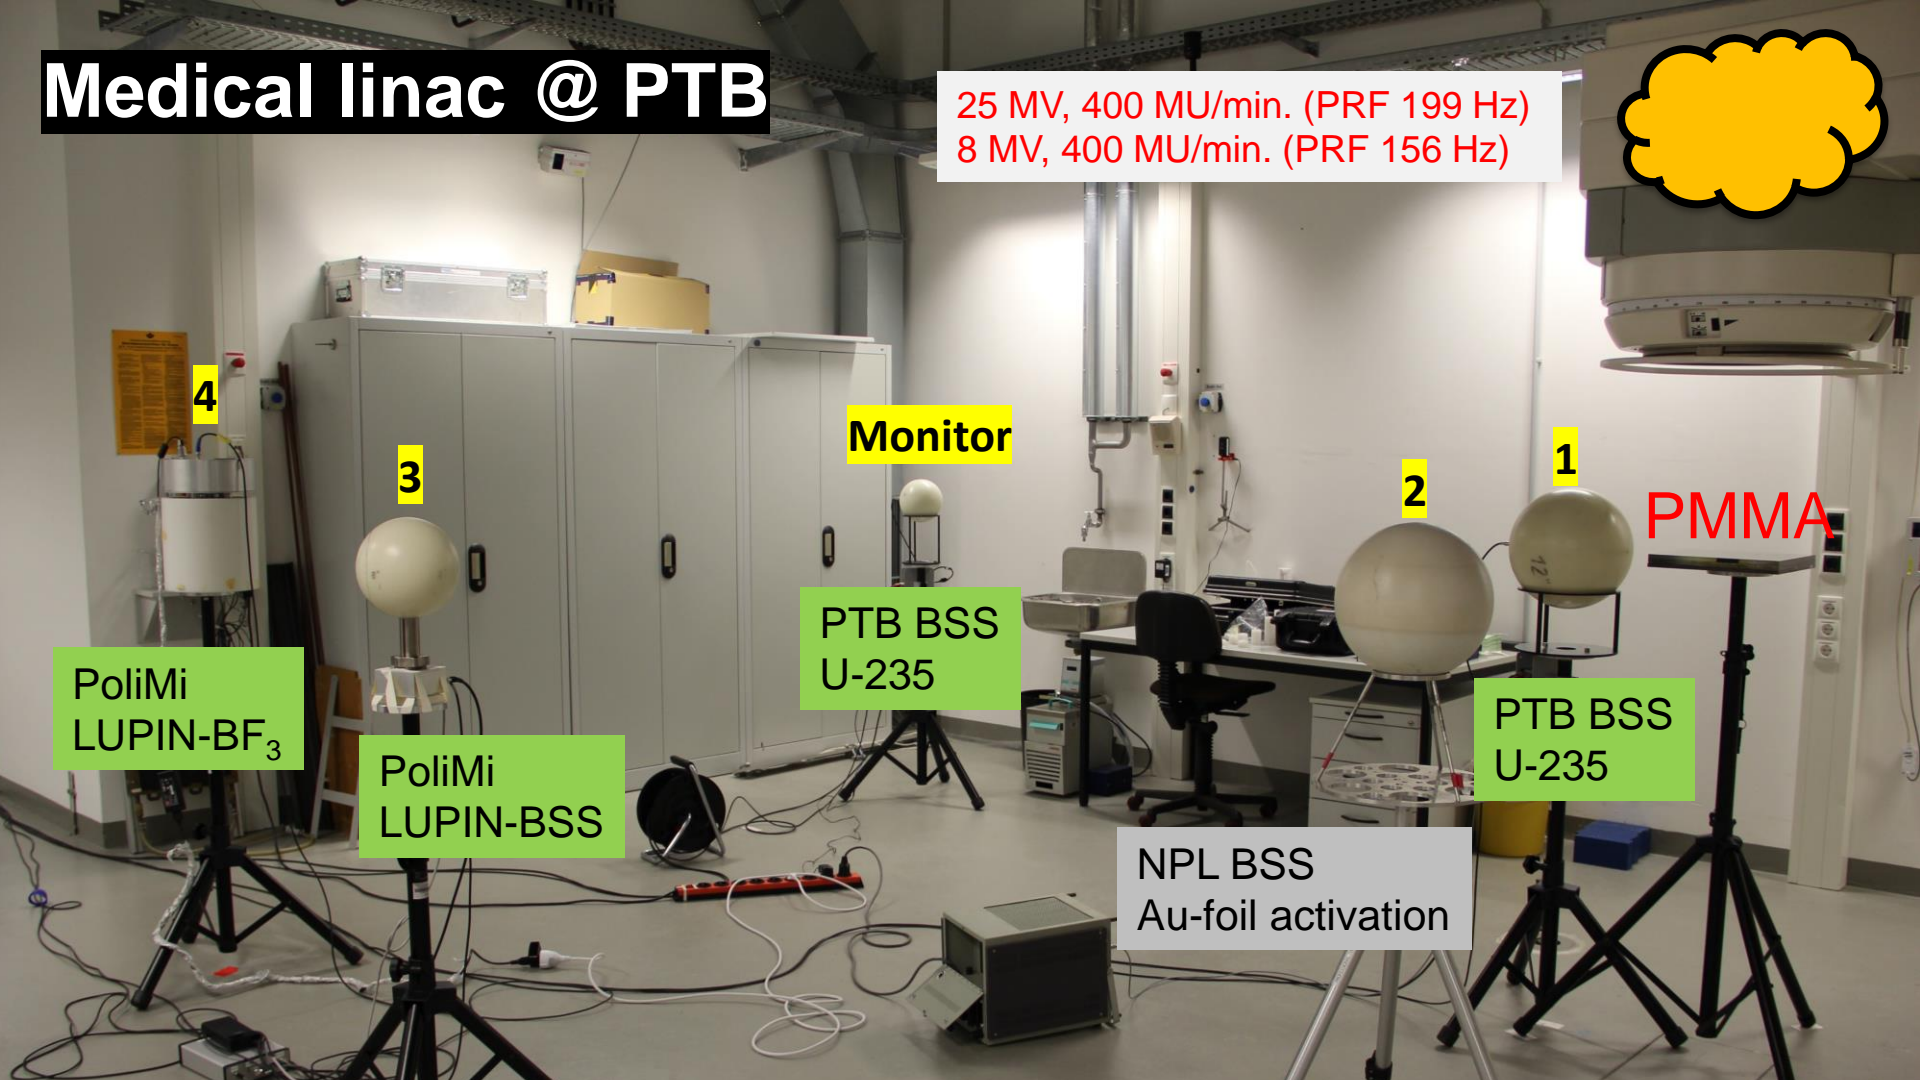 Medical linac @ PTB
25 MV, 400 MU/min. (PRF 199 Hz)
8 MV, 400 MU/min. (PRF 156 Hz)
4
3
Monitor
2
1
PMMA
12"
PTB BSS
U-235
PoliMi
LUPIN-BF₃
PoliMi
LUPIN-BSS
PTB BSS
U-235
NPL BSS
Au-foil activation